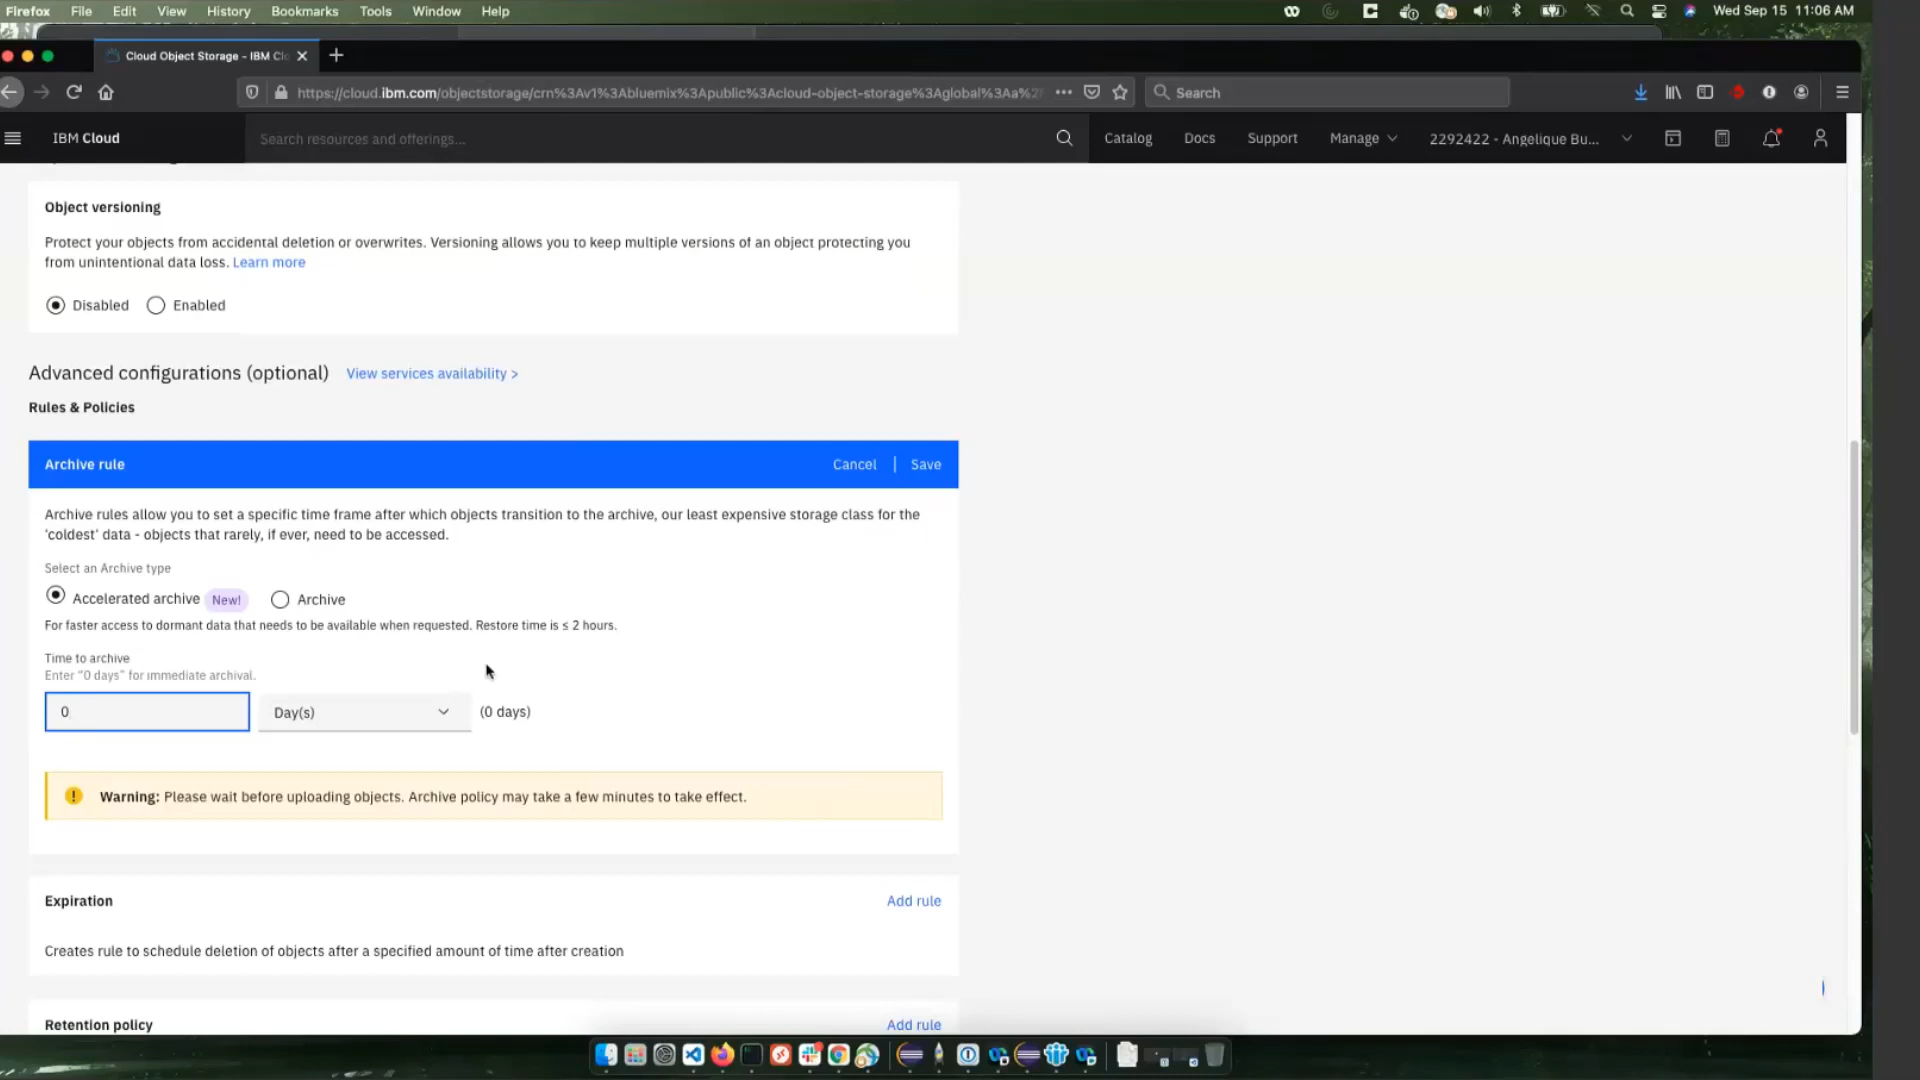 Firefox File Edit View History Bookmarks Tools Window Help Wed Sep 15 11:06 AM
Cloud Object Storage - IBM Clo
https://cloud.ibm.com/objectstorage/crn%3Av1%3Abluemix%3Apublic%3Acloud-object-storage%3Aglobal%3Aa%2F Search
IBM Cloud Search resources and offerings... Catalog Docs Support Manage 2292422 - Angelique Bu...
Object versioning
Protect your objects from accidental deletion or overwrites. Versioning allows you to keep multiple versions of an object protecting you
from unintentional data loss. Learn more
Disabled Enabled
Advanced configurations (optional) View services availability >
Rules & Policies
Archive rule Cancel | Save
Archive rules allow you to set a specific time frame after which objects transition to the archive, our least expensive storage class for the
‘coldest’ data - objects that rarely, if ever, need to be accessed.
Select an Archive type
Accelerated archive New! Archive
For faster access to dormant data that needs to be available when requested. Restore time is ≤ 2 hours.
Time to archive
Enter "0 days" for immediate archival.
0 Day(s) (0 days)
Warning: Please wait before uploading objects. Archive policy may take a few minutes to take effect.
Expiration Add rule
Creates rule to schedule deletion of objects after a specified amount of time after creation
Retention policy Add rule